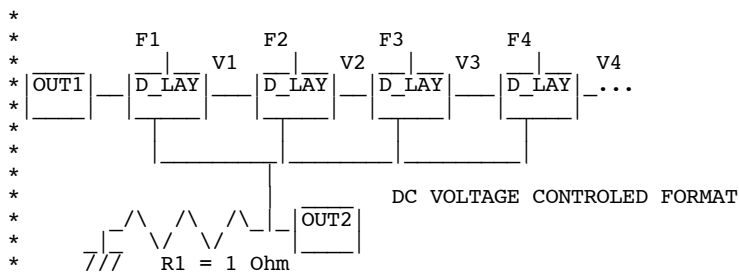 F1 F2 F3 F4
V1 V2 V3 V4
OUT1 D_LAY D_LAY D_LAY D_LAY ...
DC VOLTAGE CONTROLED FORMAT
OUT2
R1 = 1 Ohm